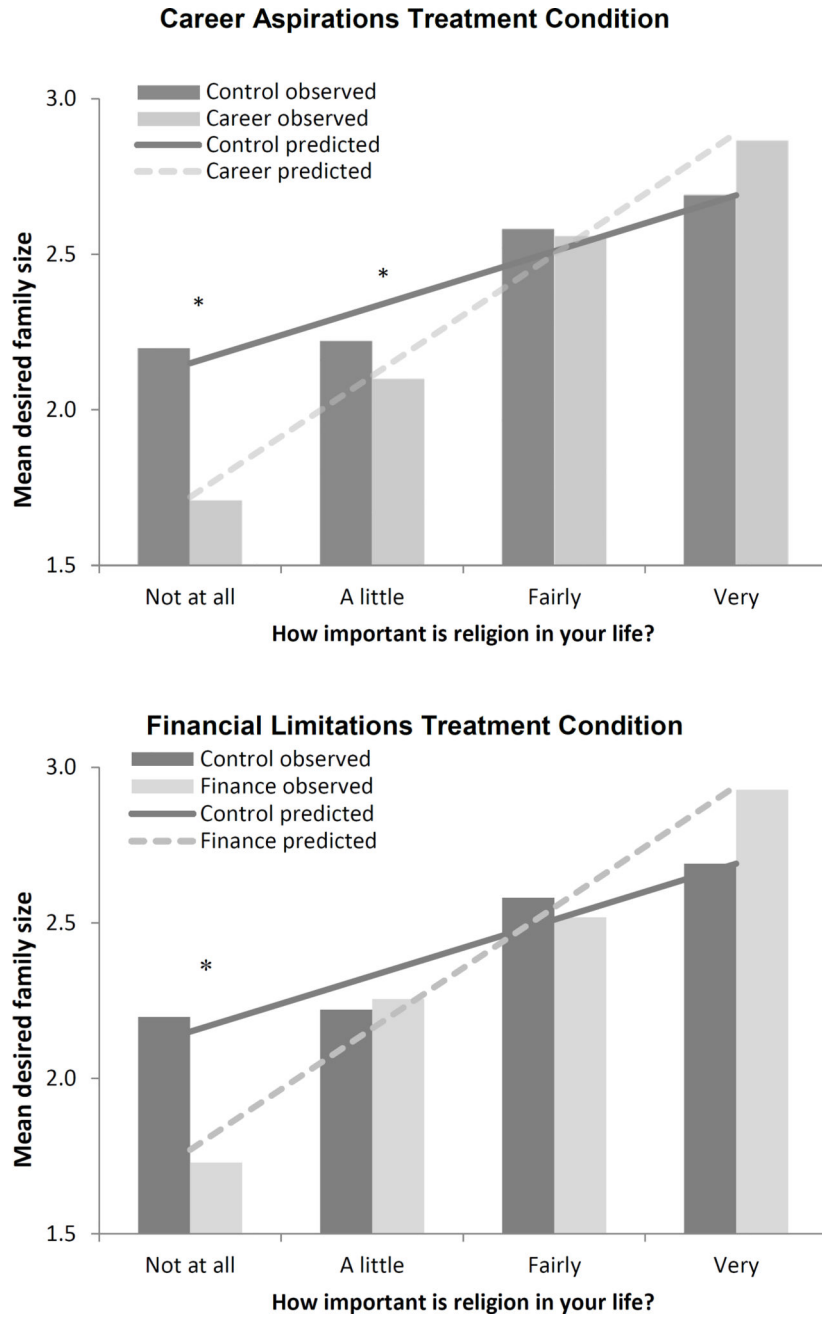 Career Aspirations Treatment Condition
Control observed
Career observed
Control predicted
Career predicted
3.0
2.5
2.0
1.5
Mean desired family size
*
*
Not at all A little Fairly Very
How important is religion in your life?
Financial Limitations Treatment Condition
Control observed
Finance observed
Control predicted
Finance predicted
3.0
2.5
2.0
1.5
Mean desired family size
*
Not at all A little Fairly Very
How important is religion in your life?